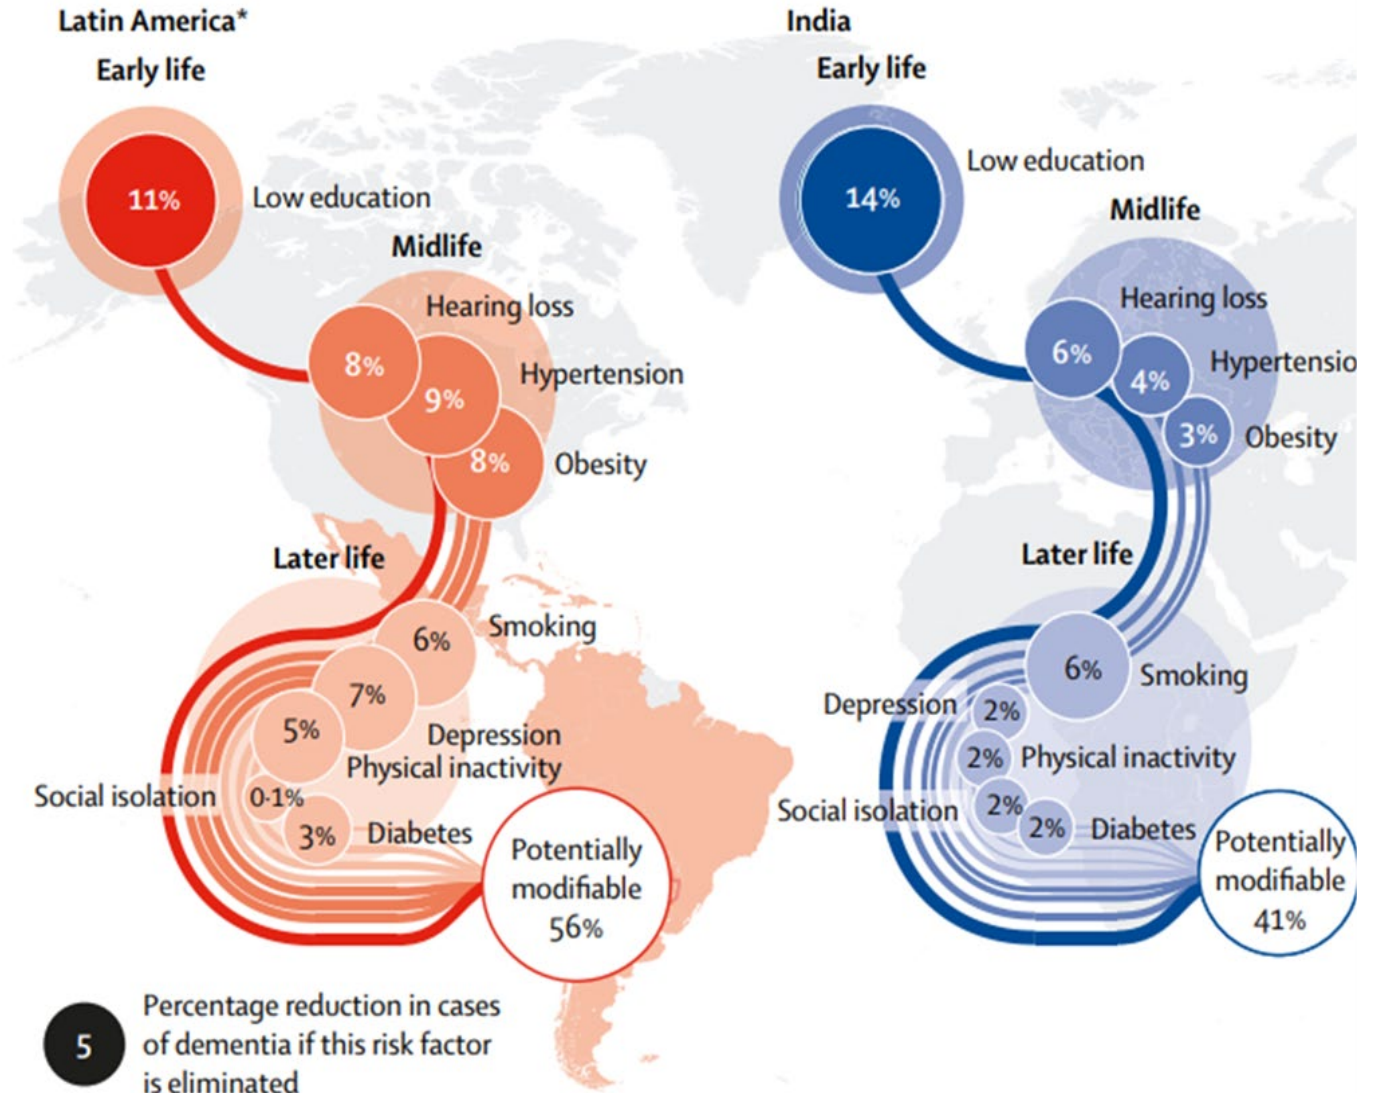 Latin America*
Early life
11%
Low education
Midlife
Hearing loss
8%
Hypertension
9%
8%
Obesity
Later life
6%
Smoking
7%
5%
Depression
Physical inactivity
Social isolation
0·1%
3%
Diabetes
Potentially
modifiable
56%
India
Early life
Low education
14%
Midlife
Hearing loss
6%
Hypertensio
4%
3%
Obesity
Later life
6%
Smoking
Depression
2%
2%
Physical inactivity
Social isolation
2%
2%
Diabetes
Potentially
modifiable
41%
5
Percentage reduction in cases
of dementia if this risk factor
is eliminated